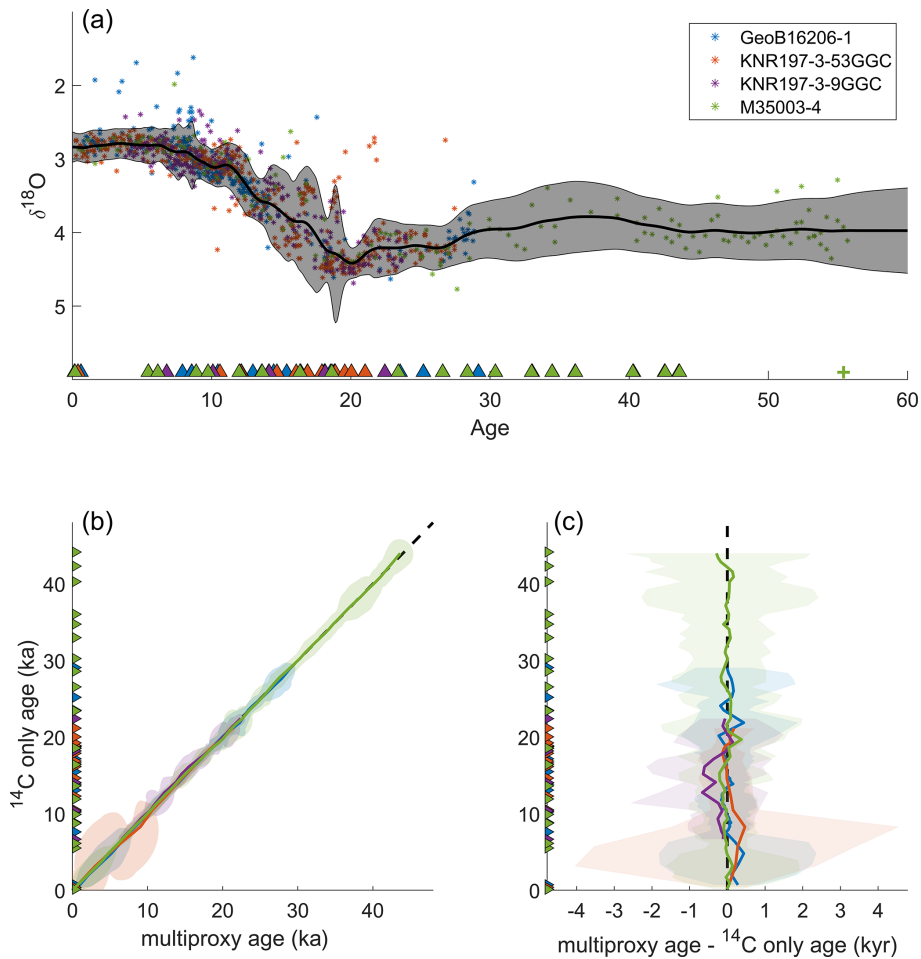 (a)
GeoB16206-1
KNR197-3-53GGC
KNR197-3-9GGC
M35003-4
2
3
4
5
δ18O
0 10 20 30 40 50 60
Age
(b)
40
30
20
10
0
14C only age (ka)
0 10 20 30 40
multiproxy age (ka)
(c)
40
30
20
10
0
-4 -3 -2 -1 0 1 2 3 4
multiproxy age - 14C only age (kyr)